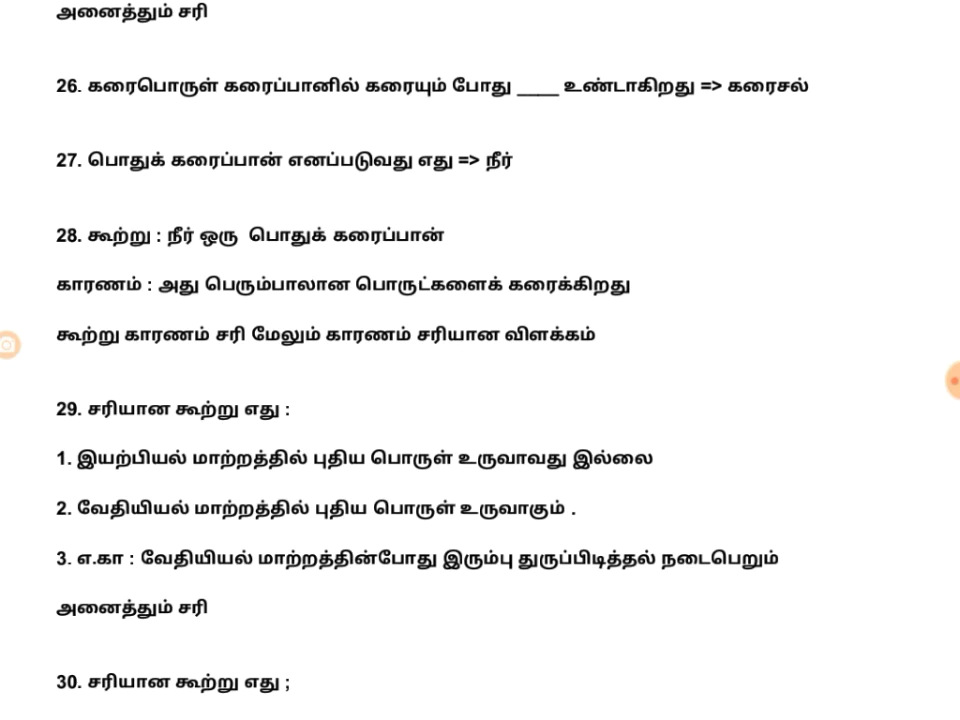 அனைத்தும் சரி
26. கரைபொருள் கரைப்பானில் கரையும் போது ____ உண்டாகிறது => கரைசல்
27. பொதுக் கரைப்பான் எனப்படுவது எது => நீர்
28. கூற்று : நீர் ஒரு பொதுக் கரைப்பான்
காரணம் : அது பெரும்பாலான பொருட்களைக் கரைக்கிறது
கூற்று காரணம் சரி மேலும் காரணம் சரியான விளக்கம்
29. சரியான கூற்று எது :
1. இயற்பியல் மாற்றத்தில் புதிய பொருள் உருவாவது இல்லை
2. வேதியியல் மாற்றத்தில் புதிய பொருள் உருவாகும் .
3. எ.கா : வேதியியல் மாற்றத்தின்போது இரும்பு துருப்பிடித்தல் நடைபெறும்
அனைத்தும் சரி
30. சரியான கூற்று எது ;